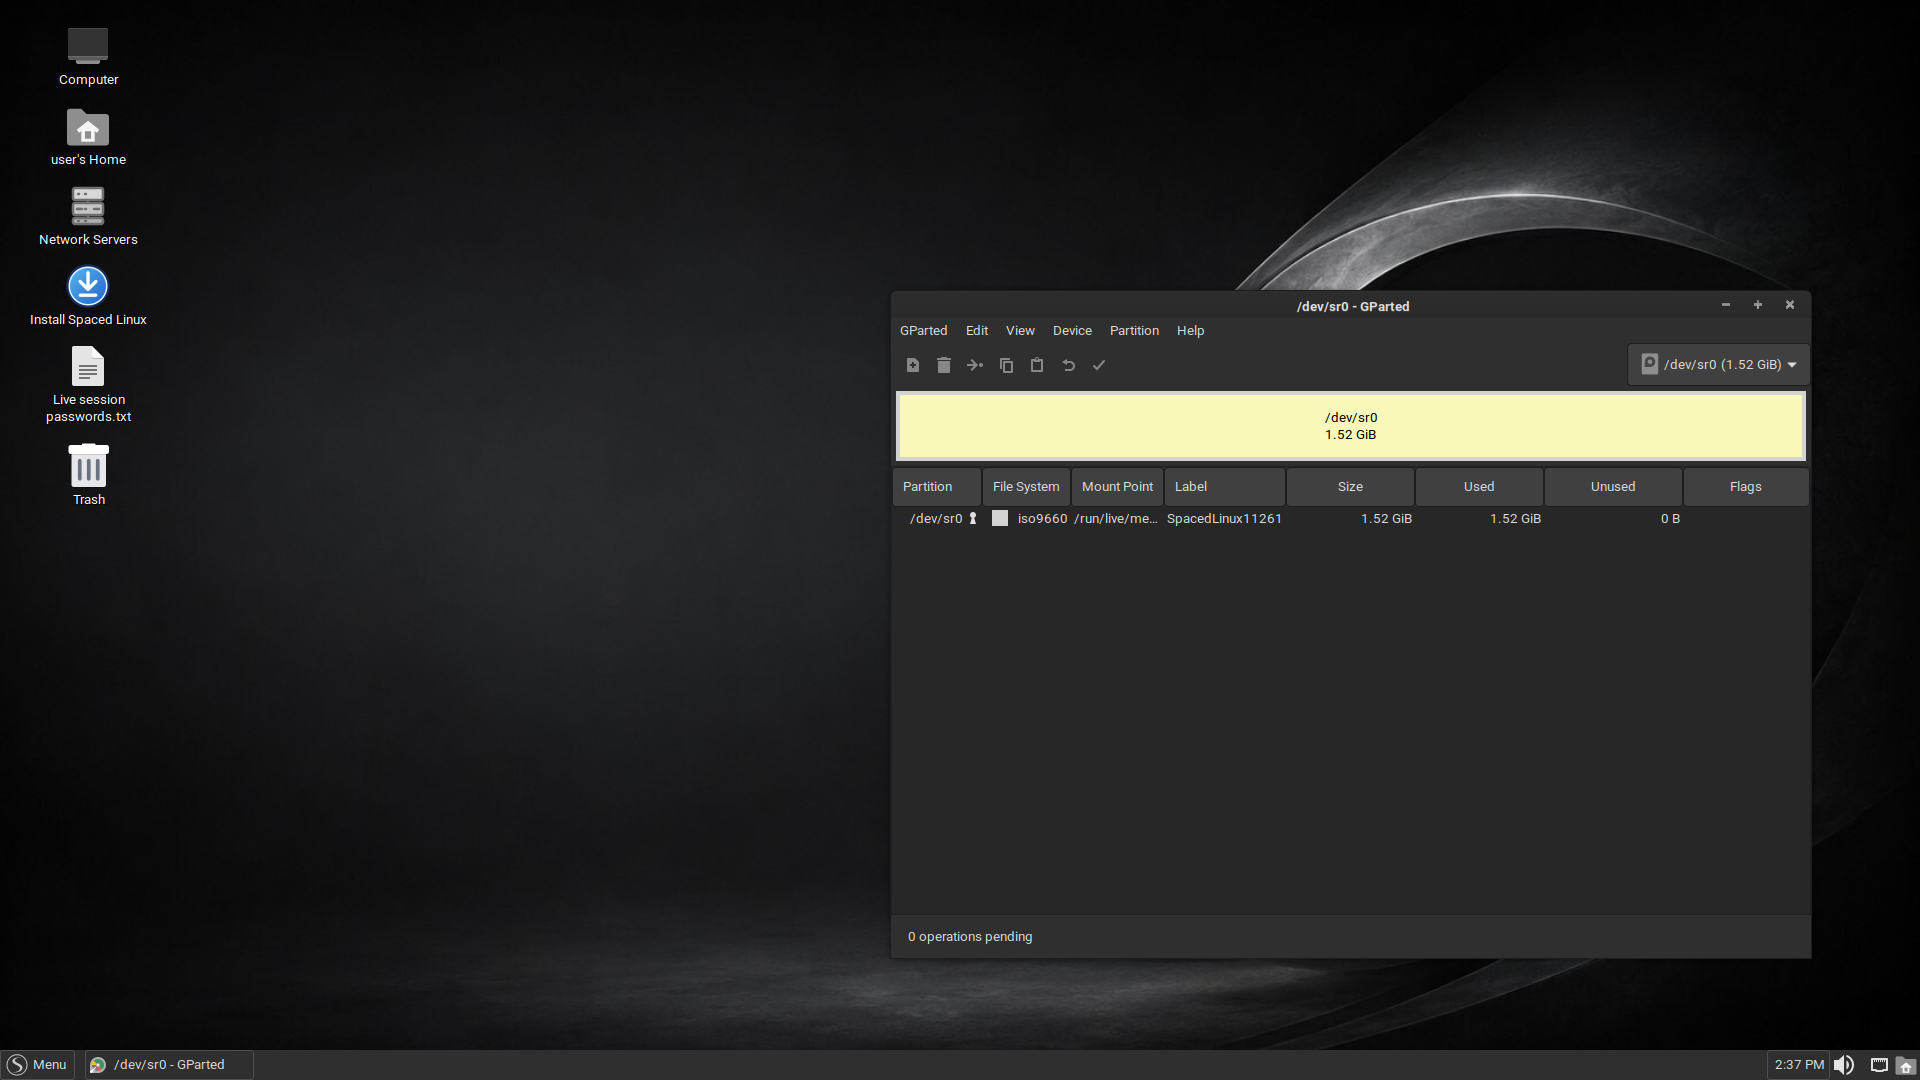 Computer
user's Home
Network Servers
Install Spaced Linux
Live session
passwords.txt
Trash
/dev/sr0 - GParted
GParted Edit View Device Partition Help
/dev/sr0 (1.52 GiB)
/dev/sr0
1.52 GiB
Partition File System Mount Point Label Size Used Unused Flags
/dev/sr0 iso9660 /run/live/me... SpacedLinux11261 1.52 GiB 1.52 GiB 0 B
0 operations pending
Menu /dev/sr0 - GParted 2:37 PM